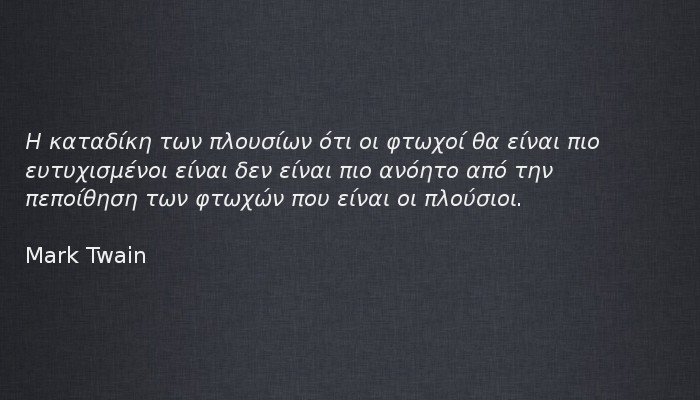 Η καταδίκη των πλουσίων ότι οι φτωχοί θα είναι πιο
ευτυχισμένοι είναι δεν είναι πιο ανόητο από την
πεποίθηση των φτωχών που είναι οι πλούσιοι.
Mark Twain